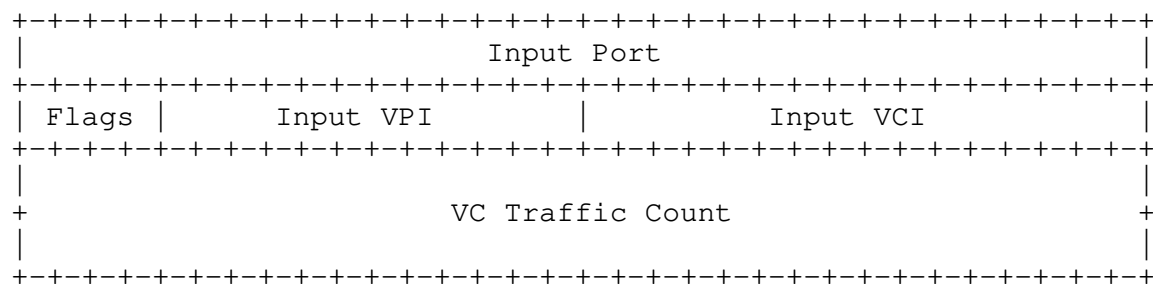 Input Port
Flags Input VPI Input VCI
VC Traffic Count